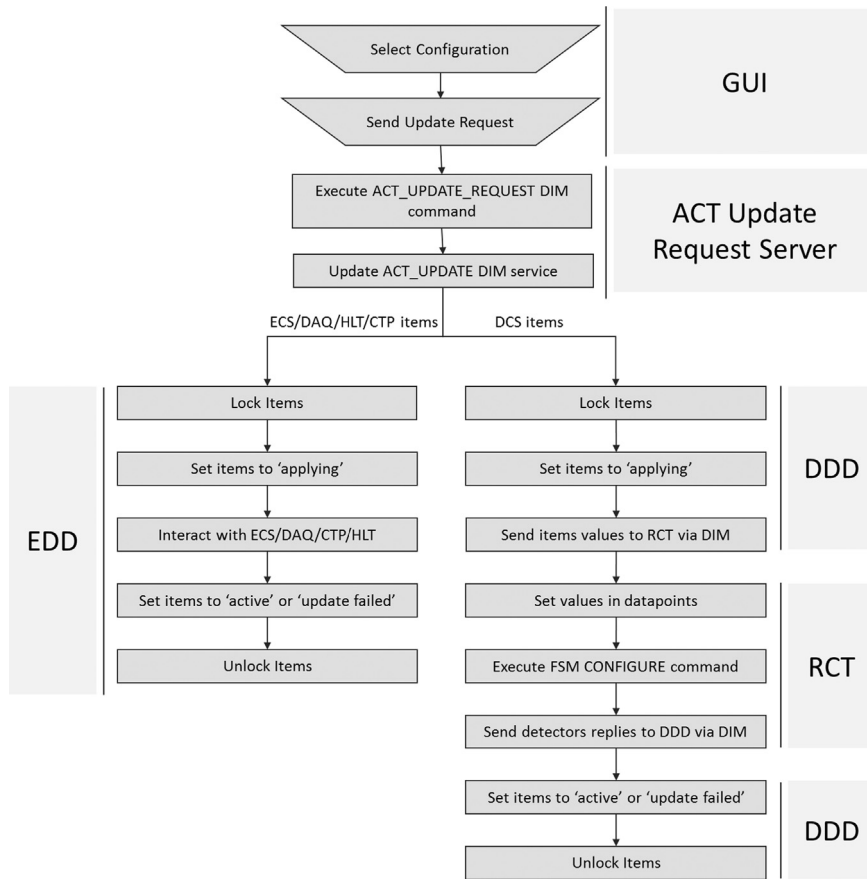 Select Configuration
Send Update Request
GUI
Execute ACT_UPDATE_REQUEST DIM
command
Update ACT_UPDATE DIM service
ACT Update
Request Server
ECS/DAQ/HLT/CTP items
DCS items
EDD
Lock Items
Set items to ‘applying’
Interact with ECS/DAQ/CTP/HLT
Set items to ‘active’ or ‘update failed’
Unlock Items
Lock Items
Set items to ‘applying’
Send items values to RCT via DIM
DDD
Set values in datapoints
Execute FSM CONFIGURE command
Send detectors replies to DDD via DIM
RCT
Set items to ‘active’ or ‘update failed’
Unlock Items
DDD